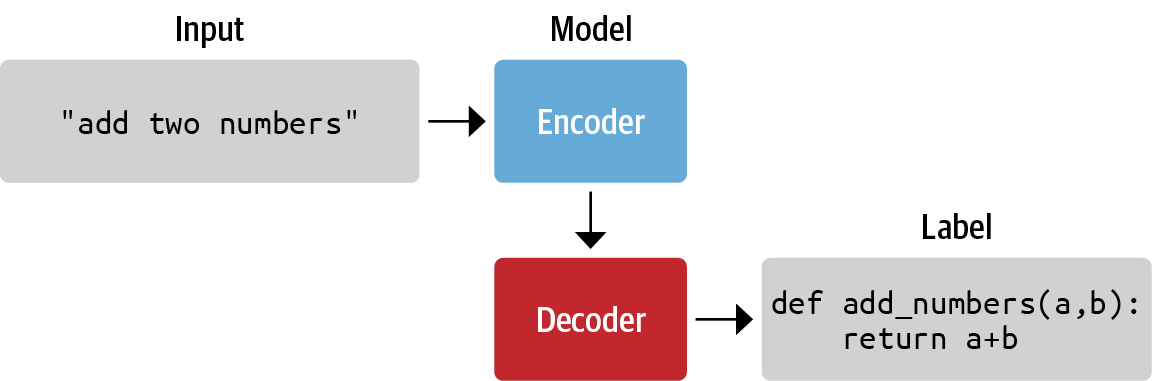 Input
Model
"add two numbers"
Encoder
Decoder
Label
def add_numbers(a,b):
    return a+b